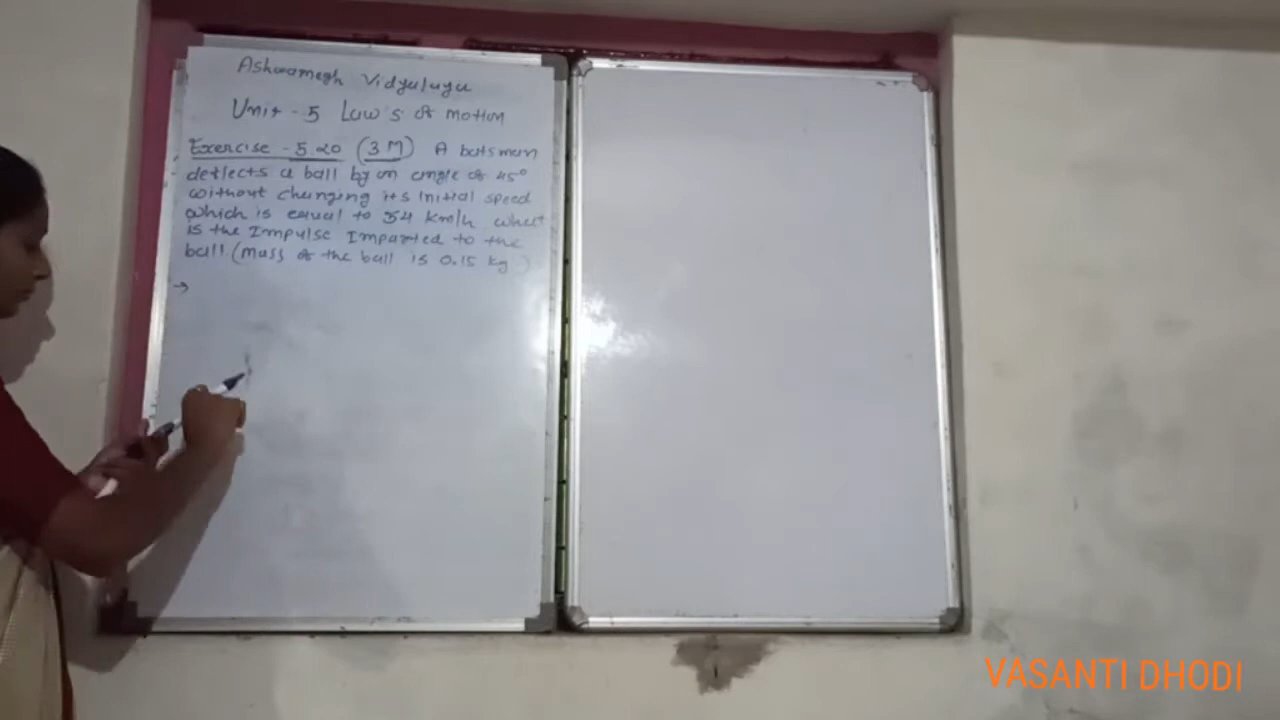 Ashwamegh Vidyaluya
Unit - 5 Law's of motion
Exercise - 5.20 (3 M) A batsman
deflects a ball by an angle of 45°
without changing its initial speed
which is equal to 54 km/h what
is the Impulse Imparted to the
ball. (mass of the ball is 0.15 kg.)
→
VASANTI DHODI